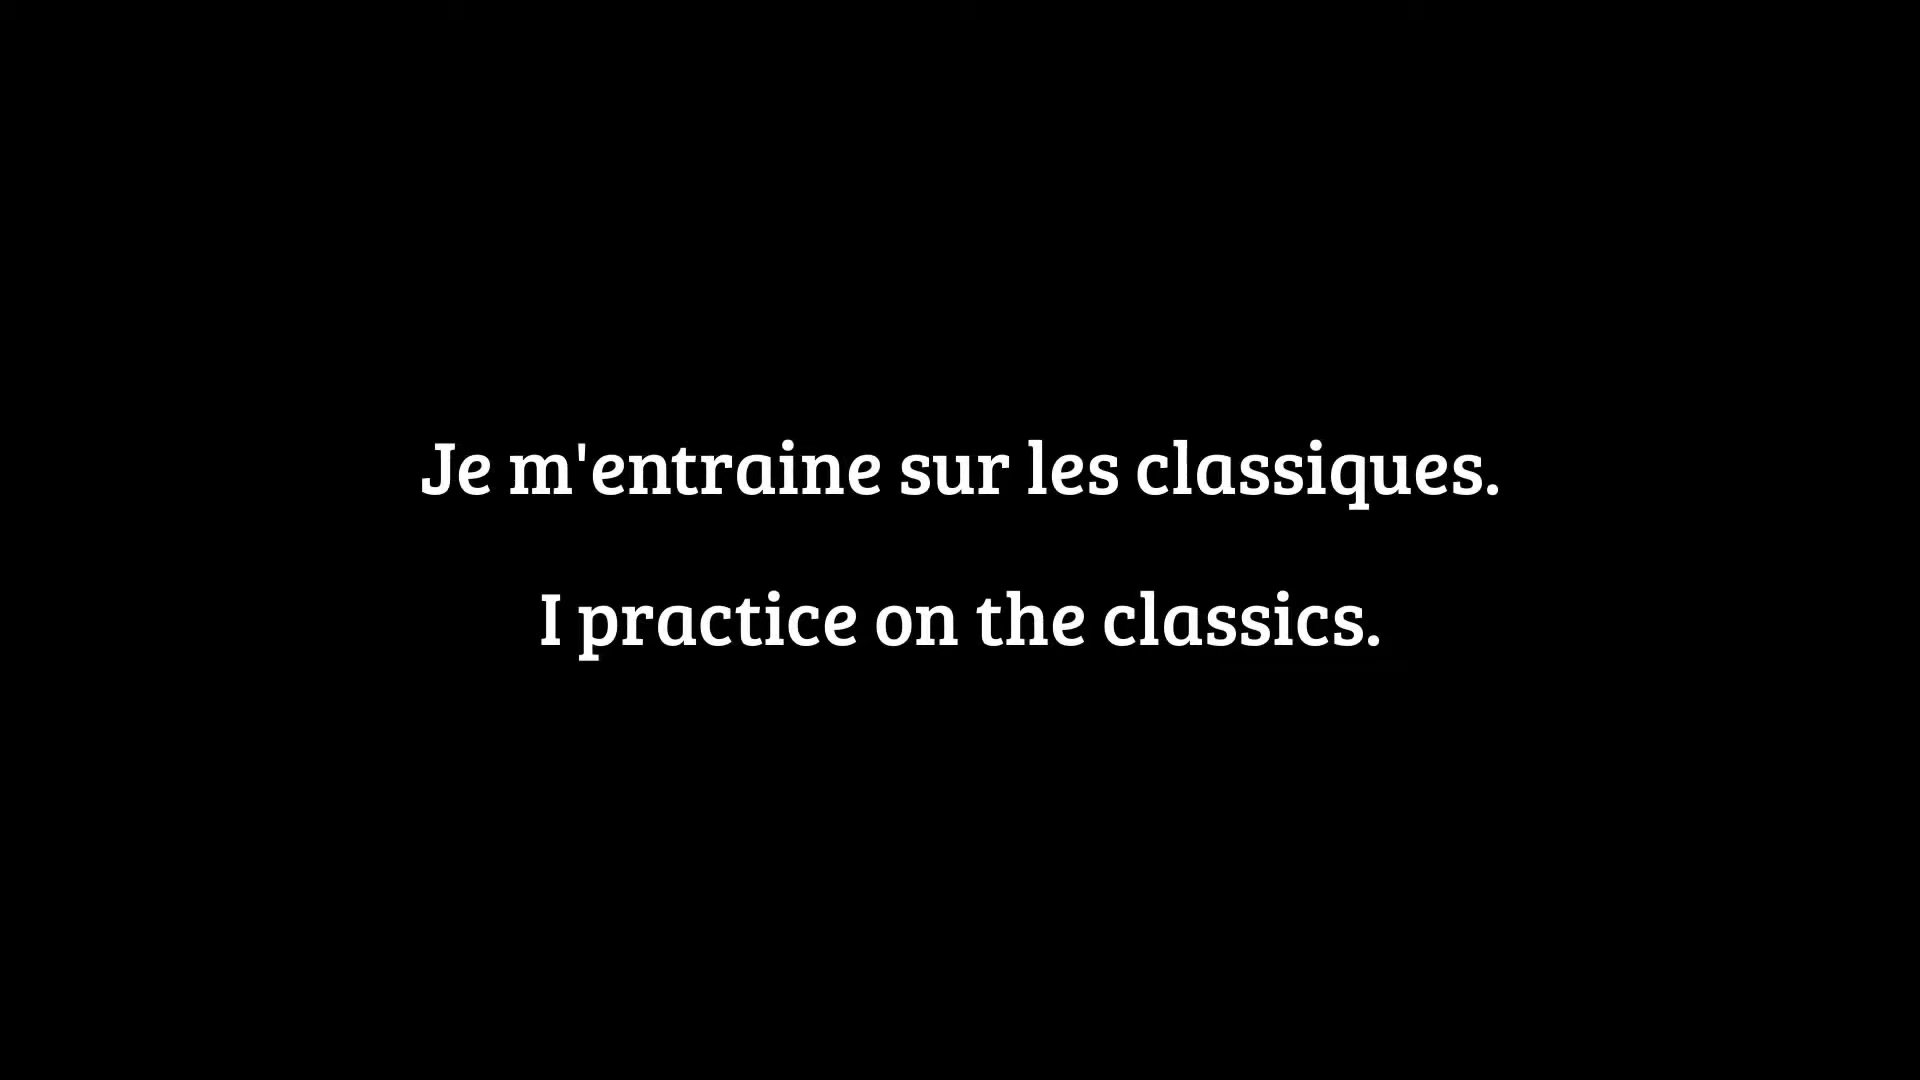 Je m'entraine sur les classiques.
I practice on the classics.